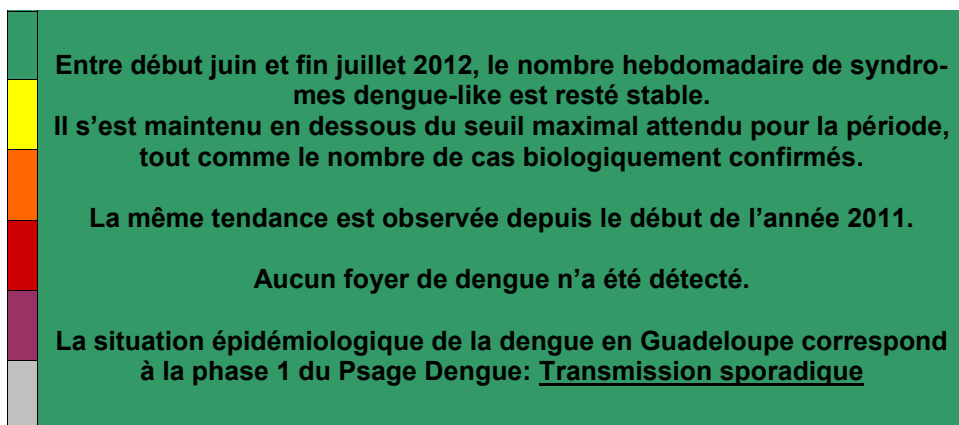 Entre début juin et fin juillet 2012, le nombre hebdomadaire de syndro-
mes dengue-like est resté stable.
Il s’est maintenu en dessous du seuil maximal attendu pour la période,
tout comme le nombre de cas biologiquement confirmés.
La même tendance est observée depuis le début de l’année 2011.
Aucun foyer de dengue n’a été détecté.
La situation épidémiologique de la dengue en Guadeloupe correspond
à la phase 1 du Psage Dengue: Transmission sporadique